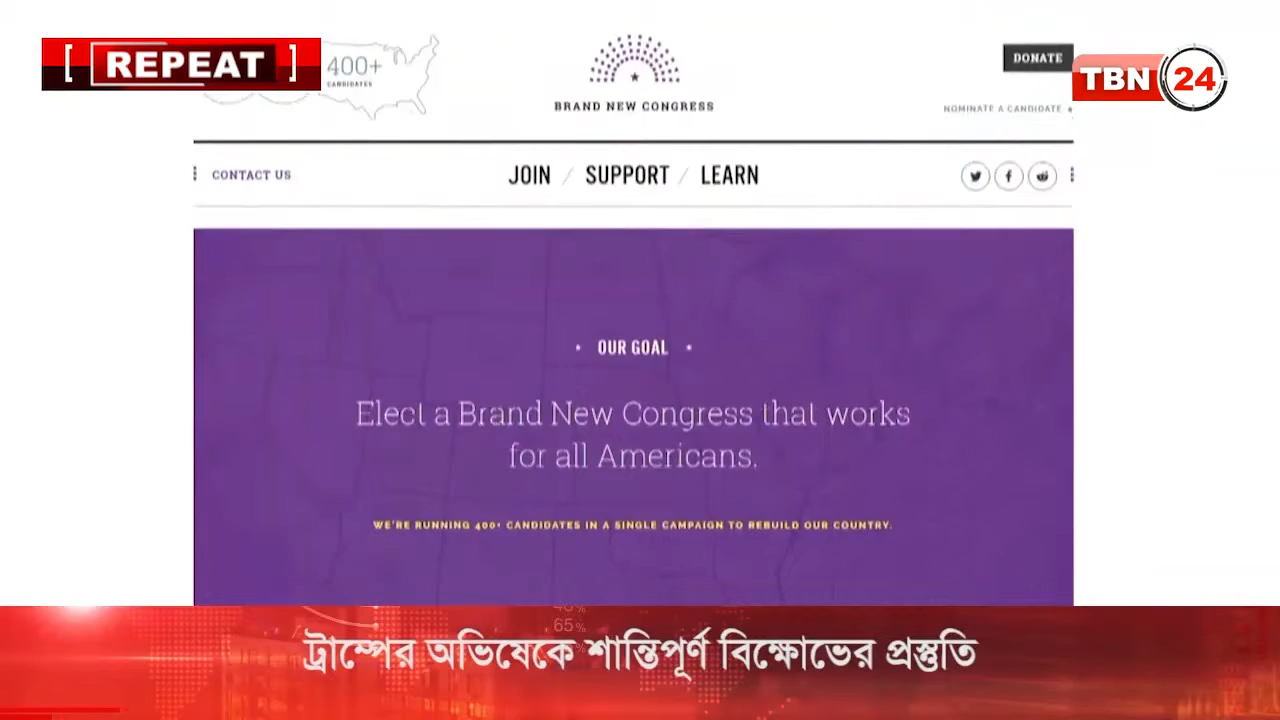 [ REPEAT ]
400+
CANDIDATES
BRAND NEW CONGRESS
DONATE
TBN 24
NOMINATE A CANDIDATE
CONTACT US
JOIN / SUPPORT / LEARN
• OUR GOAL •
Elect a Brand New Congress that works
for all Americans.
WE'RE RUNNING 400+ CANDIDATES IN A SINGLE CAMPAIGN TO REBUILD OUR COUNTRY.
65%
ট্রাম্পের অভিষেকে শান্তিপূর্ণ বিক্ষোভের প্রস্তুতি